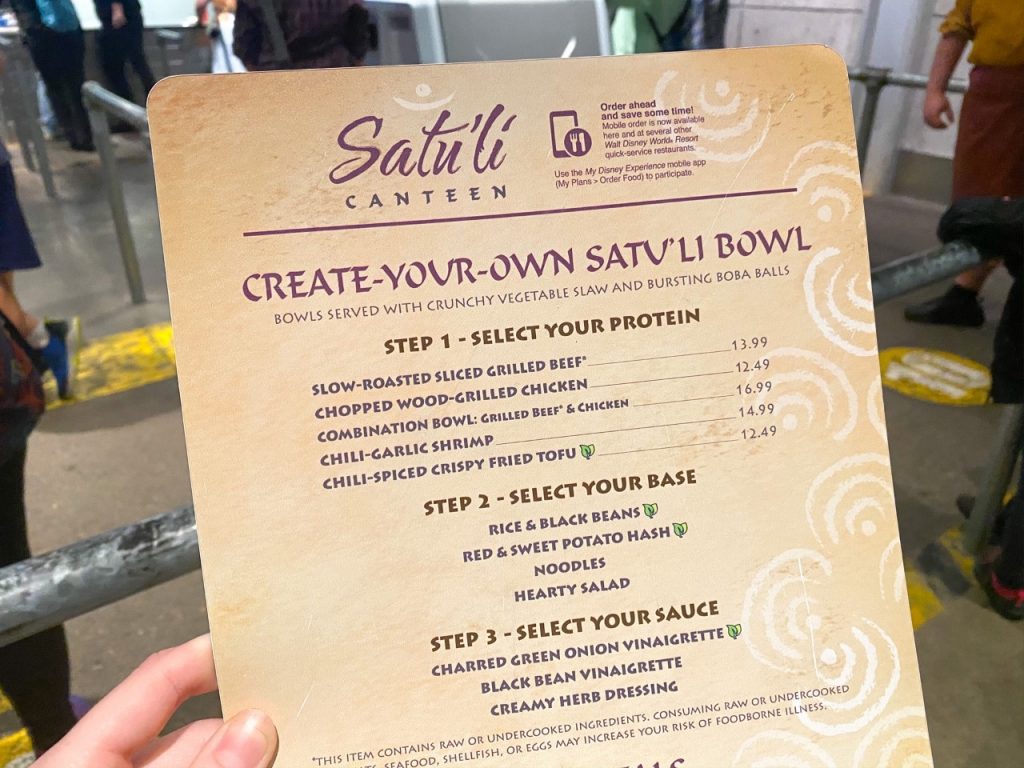 Satu'li
CANTEEN
Order ahead
and save some time!
Mobile order is now available
here and at several other
Walt Disney World® Resort
quick-service restaurants.
Use the My Disney Experience mobile app
(My Plans > Order Food) to participate.
CREATE-YOUR-OWN SATU'LI BOWL
BOWLS SERVED WITH CRUNCHY VEGETABLE SLAW AND BURSTING BOBA BALLS
STEP 1 - SELECT YOUR PROTEIN
SLOW-ROASTED SLICED GRILLED BEEF* 13.99
CHOPPED WOOD-GRILLED CHICKEN 12.49
COMBINATION BOWL: GRILLED BEEF* & CHICKEN 16.99
CHILI-GARLIC SHRIMP 14.99
CHILI-SPICED CRISPY FRIED TOFU 12.49
STEP 2 - SELECT YOUR BASE
RICE & BLACK BEANS
RED & SWEET POTATO HASH
NOODLES
HEARTY SALAD
STEP 3 - SELECT YOUR SAUCE
CHARRED GREEN ONION VINAIGRETTE
BLACK BEAN VINAIGRETTE
CREAMY HERB DRESSING
*THIS ITEM CONTAINS RAW OR UNDERCOOKED INGREDIENTS. CONSUMING RAW OR UNDERCOOKED
SEAFOOD, SHELLFISH, OR EGGS MAY INCREASE YOUR RISK OF FOODBORNE ILLNESS.